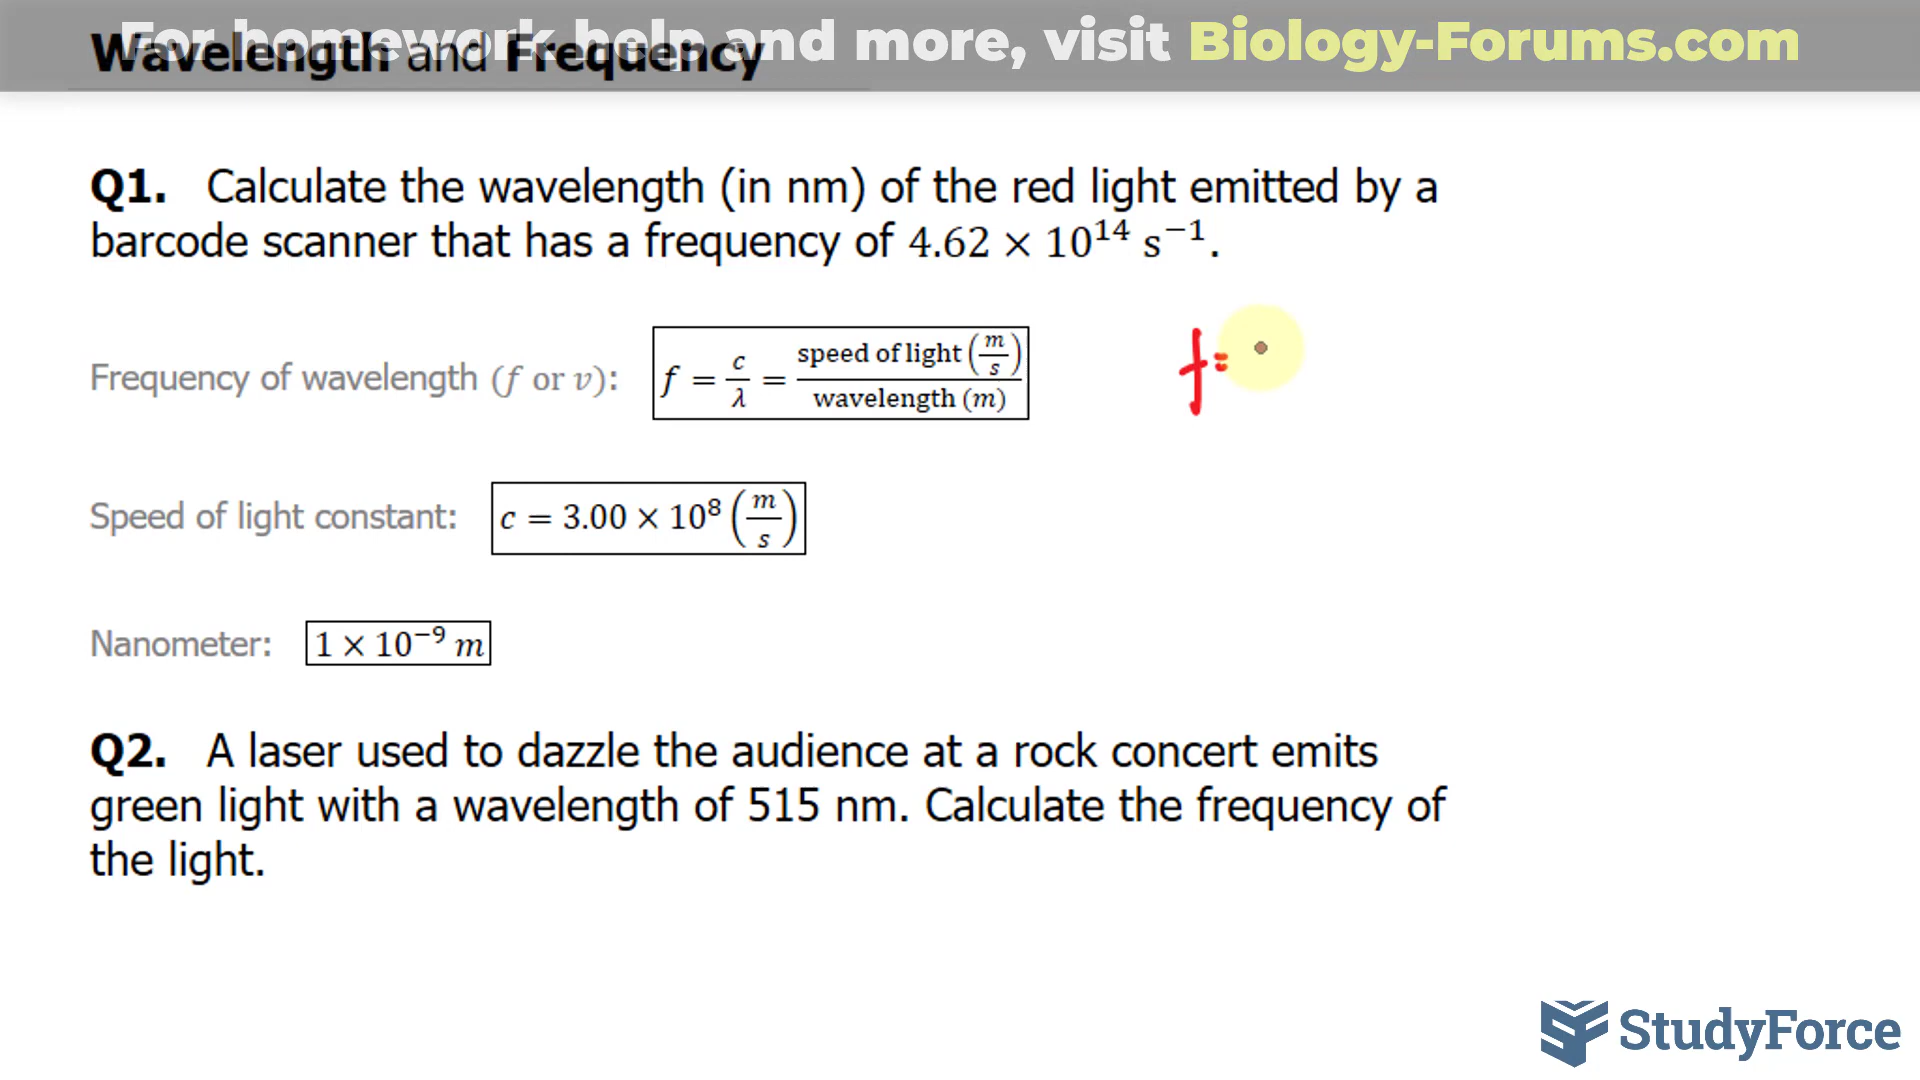 For homework help and more, visit Biology-Forums.com
Wavelength and Frequency
Q1. Calculate the wavelength (in nm) of the red light emitted by a
barcode scanner that has a frequency of 4.62 × 10¹⁴ s⁻¹.
Frequency of wavelength (f or v): f = c/λ = speed of light (m/s) / wavelength (m)
f =
Speed of light constant: c = 3.00 × 10⁸ (m/s)
Nanometer: 1 × 10⁻⁹ m
Q2. A laser used to dazzle the audience at a rock concert emits
green light with a wavelength of 515 nm. Calculate the frequency of
the light.
StudyForce